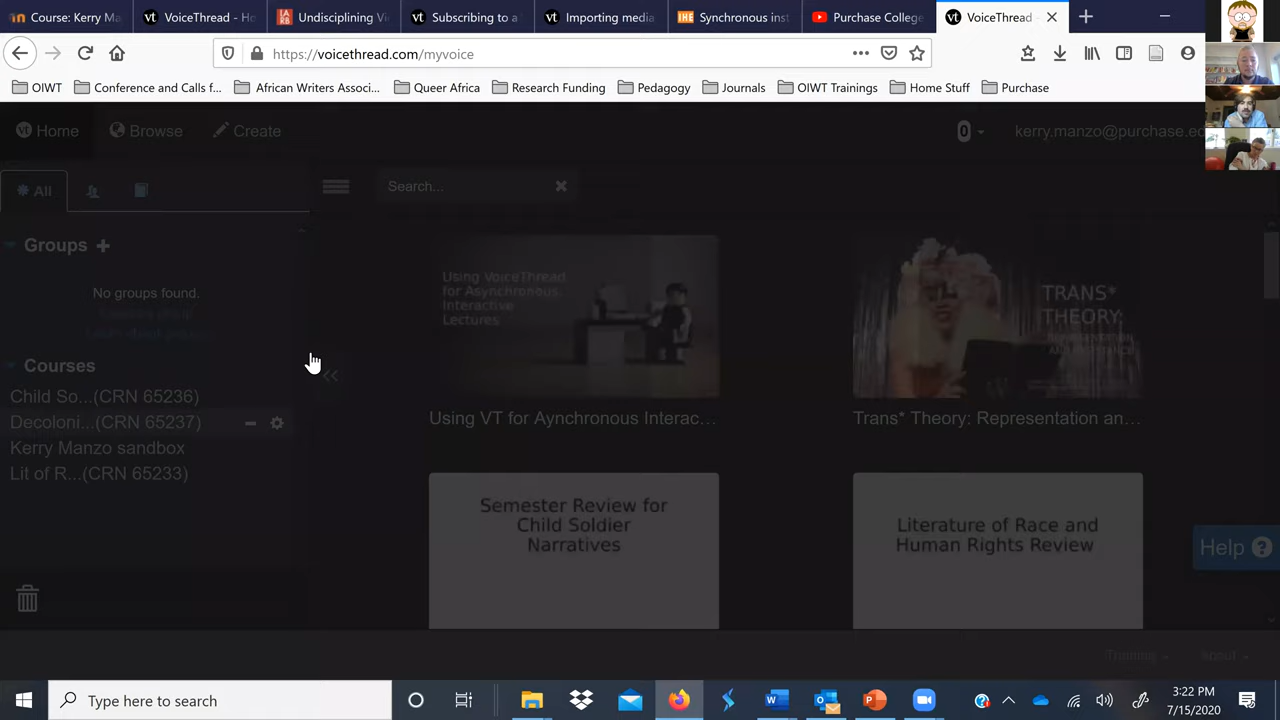 Course: Kerry Ma
VoiceThread - Ho
Undisciplining Vi
Subscribing to a
Importing media
Synchronous inst
Purchase College
VoiceThread
https://voicethread.com/myvoice
OIWT
Conference and Calls f...
African Writers Associ...
Queer Africa
Research Funding
Pedagogy
Journals
OIWT Trainings
Home Stuff
Purchase
Home
Browse
Create
0
kerry.manzo@purchase.ed
All
Search...
Groups +
No groups found.
Courses
Child So...(CRN 65236)
Decoloni...(CRN 65237)
Kerry Manzo sandbox
Lit of R...(CRN 65233)
Using VoiceThread
for Asynchronous
Interactive
Lectures
Using VT for Aynchronous Interac...
TRANS*
THEORY:
REPRESENTATION
Trans* Theory: Representation an...
Semester Review for
Child Soldier
Narratives
Literature of Race and
Human Rights Review
Help ?
Training
About
Type here to search
3:22 PM
7/15/2020